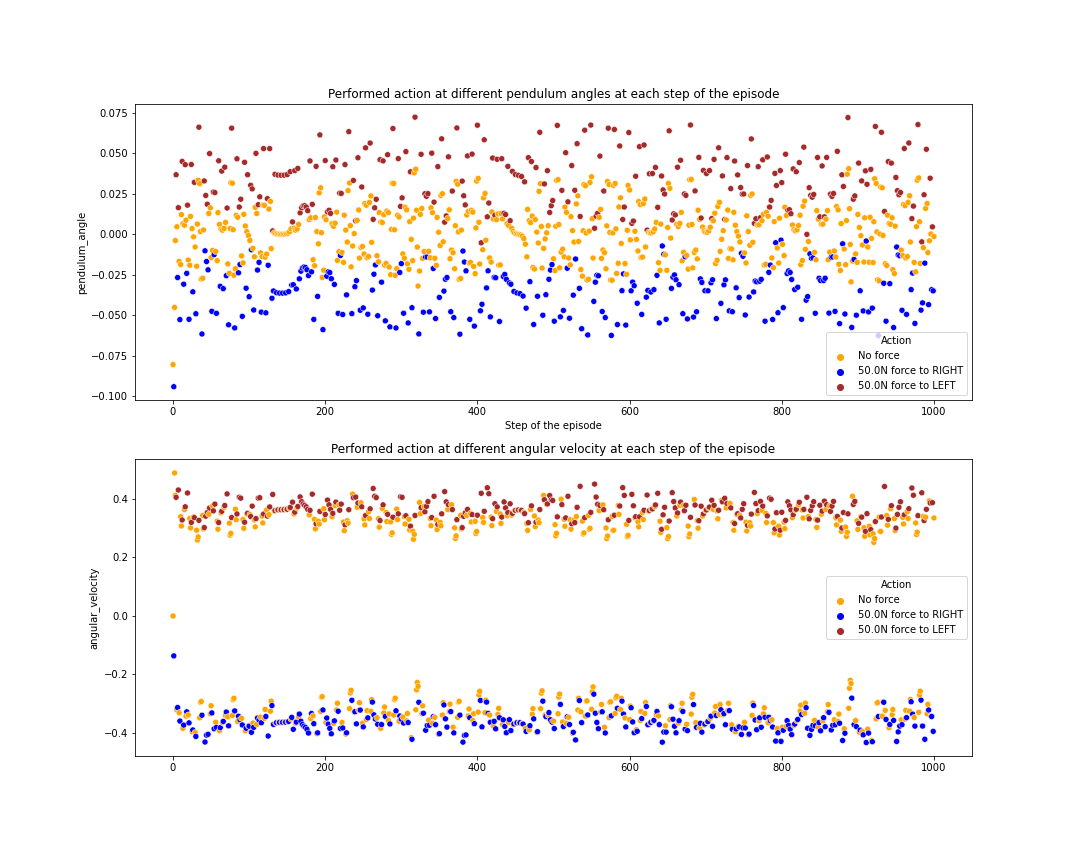 Performed action at different pendulum angles at each step of the episode
pendulum_angle
0.075
0.050
0.025
0.000
−0.025
−0.050
−0.075
−0.100
0
200
400
600
800
1000
Step of the episode
Action
No force
50.0N force to RIGHT
50.0N force to LEFT
Performed action at different angular velocity at each step of the episode
angular_velocity
0.4
0.2
0.0
−0.2
−0.4
0
200
400
600
800
1000
Action
No force
50.0N force to RIGHT
50.0N force to LEFT